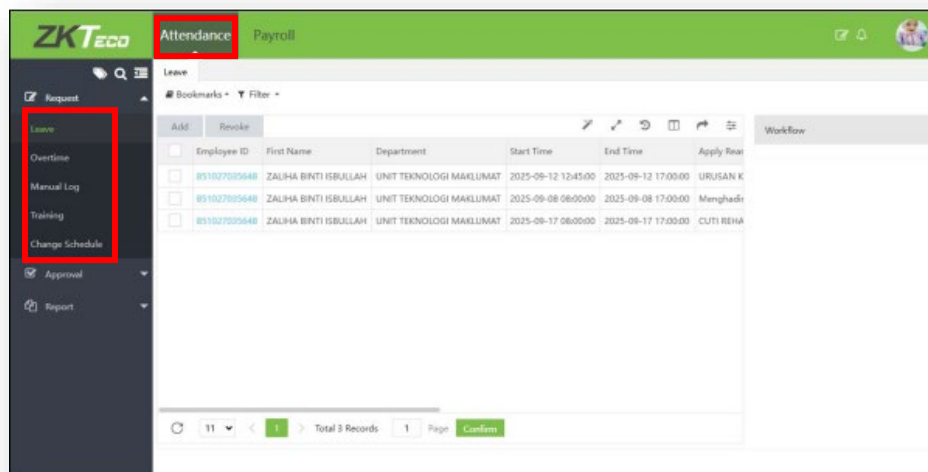 ZKTECO Attendance Payroll
Leave
Request Bookmarks Filter
Leave
Overtime
Manual Log
Training
Change Schedule
Approval
Report
Add Revoke Workflow
Employee ID First Name Department Start Time End Time Apply Reas
851027035648 ZALIHA BINTI ISBULLAH UNIT TEKNOLOGI MAKLUMAT 2025-09-12 12:45:00 2025-09-12 17:00:00 URUSAN K
851027035648 ZALIHA BINTI ISBULLAH UNIT TEKNOLOGI MAKLUMAT 2025-09-08 08:00:00 2025-09-08 17:00:00 Menghadir
851027035648 ZALIHA BINTI ISBULLAH UNIT TEKNOLOGI MAKLUMAT 2025-09-17 08:00:00 2025-09-17 17:00:00 CUTI REHA
11 1 Total 3 Records 1 Page Confirm